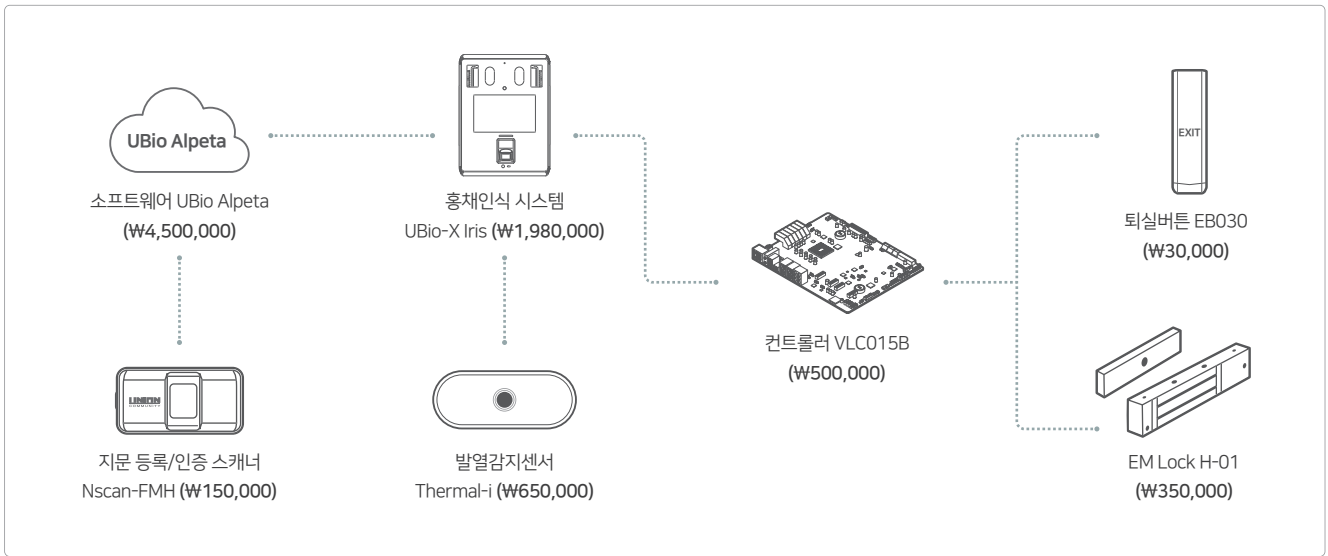 UBio Alpeta
소프트웨어 UBio Alpeta
(₩4,500,000)
홍채인식 시스템
UBio-X Iris (₩1,980,000)
EXIT
퇴실버튼 EB030
(₩30,000)
컨트롤러 VLC015B
(₩500,000)
UNION
COMMUNITY
지문 등록/인증 스캐너
Nscan-FMH (₩150,000)
발열감지센서
Thermal-i (₩650,000)
EM Lock H-01
(₩350,000)